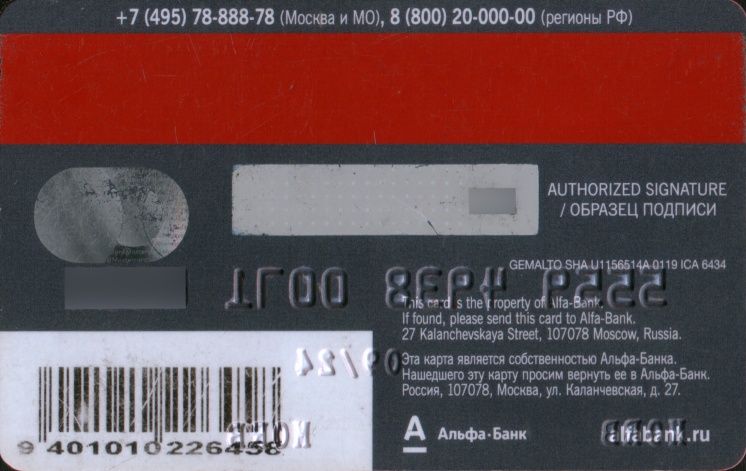 +7 (495) 78-888-78 (Москва и МО), 8 (800) 20-000-00 (регионы РФ)
AUTHORIZED SIGNATURE
/ ОБРАЗЕЦ ПОДПИСИ
GEMALTO SHA U1156514A 0119 ICA 6434
This card is the property of Alfa-Bank.
If found, please send this card to Alfa-Bank.
27 Kalanchevskaya Street, 107078 Moscow, Russia.
Эта карта является собственностью Альфа-Банка.
Нашедшего эту карту просим вернуть ее в Альфа-Банк.
Россия, 107078, Москва, ул. Каланчевская, д. 27.
9 401010 226458
А Альфа·Банк
alfabank.ru